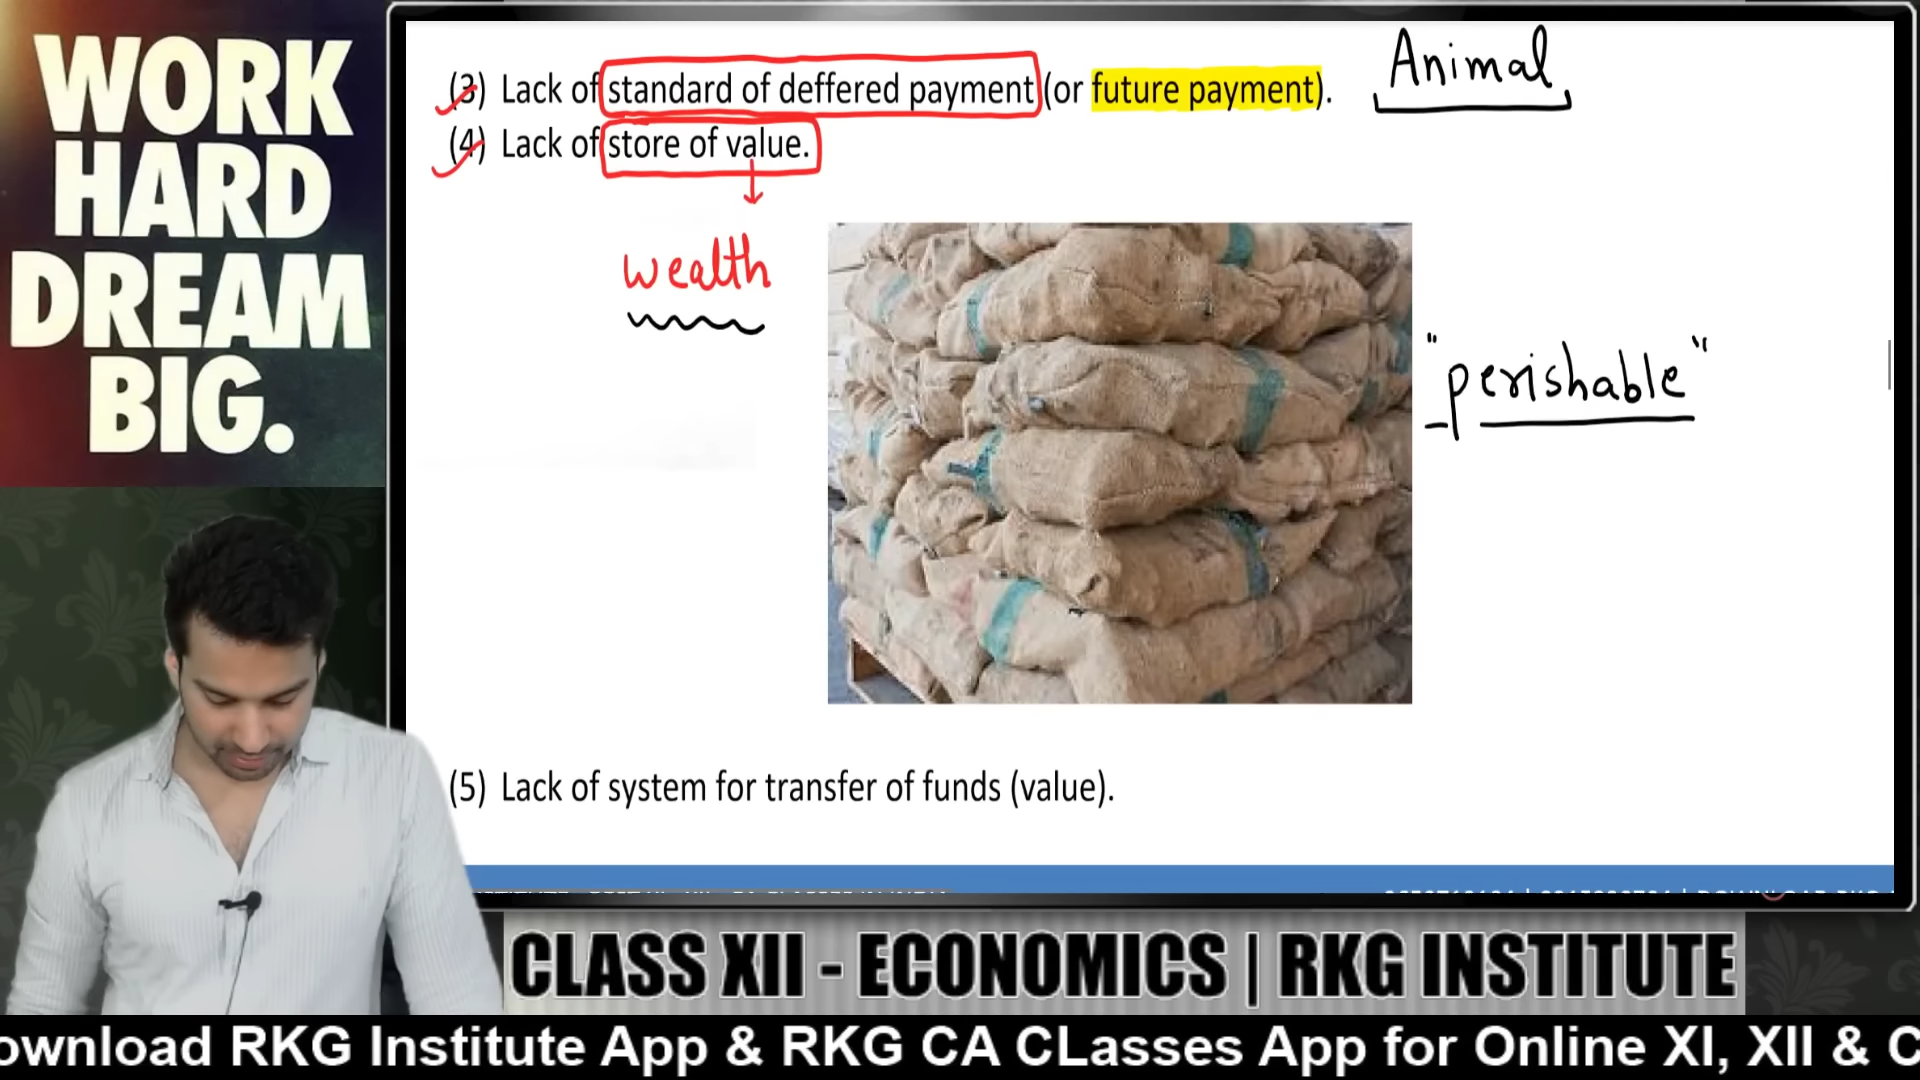 WORK
HARD
DREAM
BIG.
(3) Lack of standard of deffered payment (or future payment).
Animal
(4) Lack of store of value.
wealth
"perishable"
(5) Lack of system for transfer of funds (value).
CLASS XII - ECONOMICS | RKG INSTITUTE
ownload RKG Institute App & RKG CA CLasses App for Online XI, XII & C